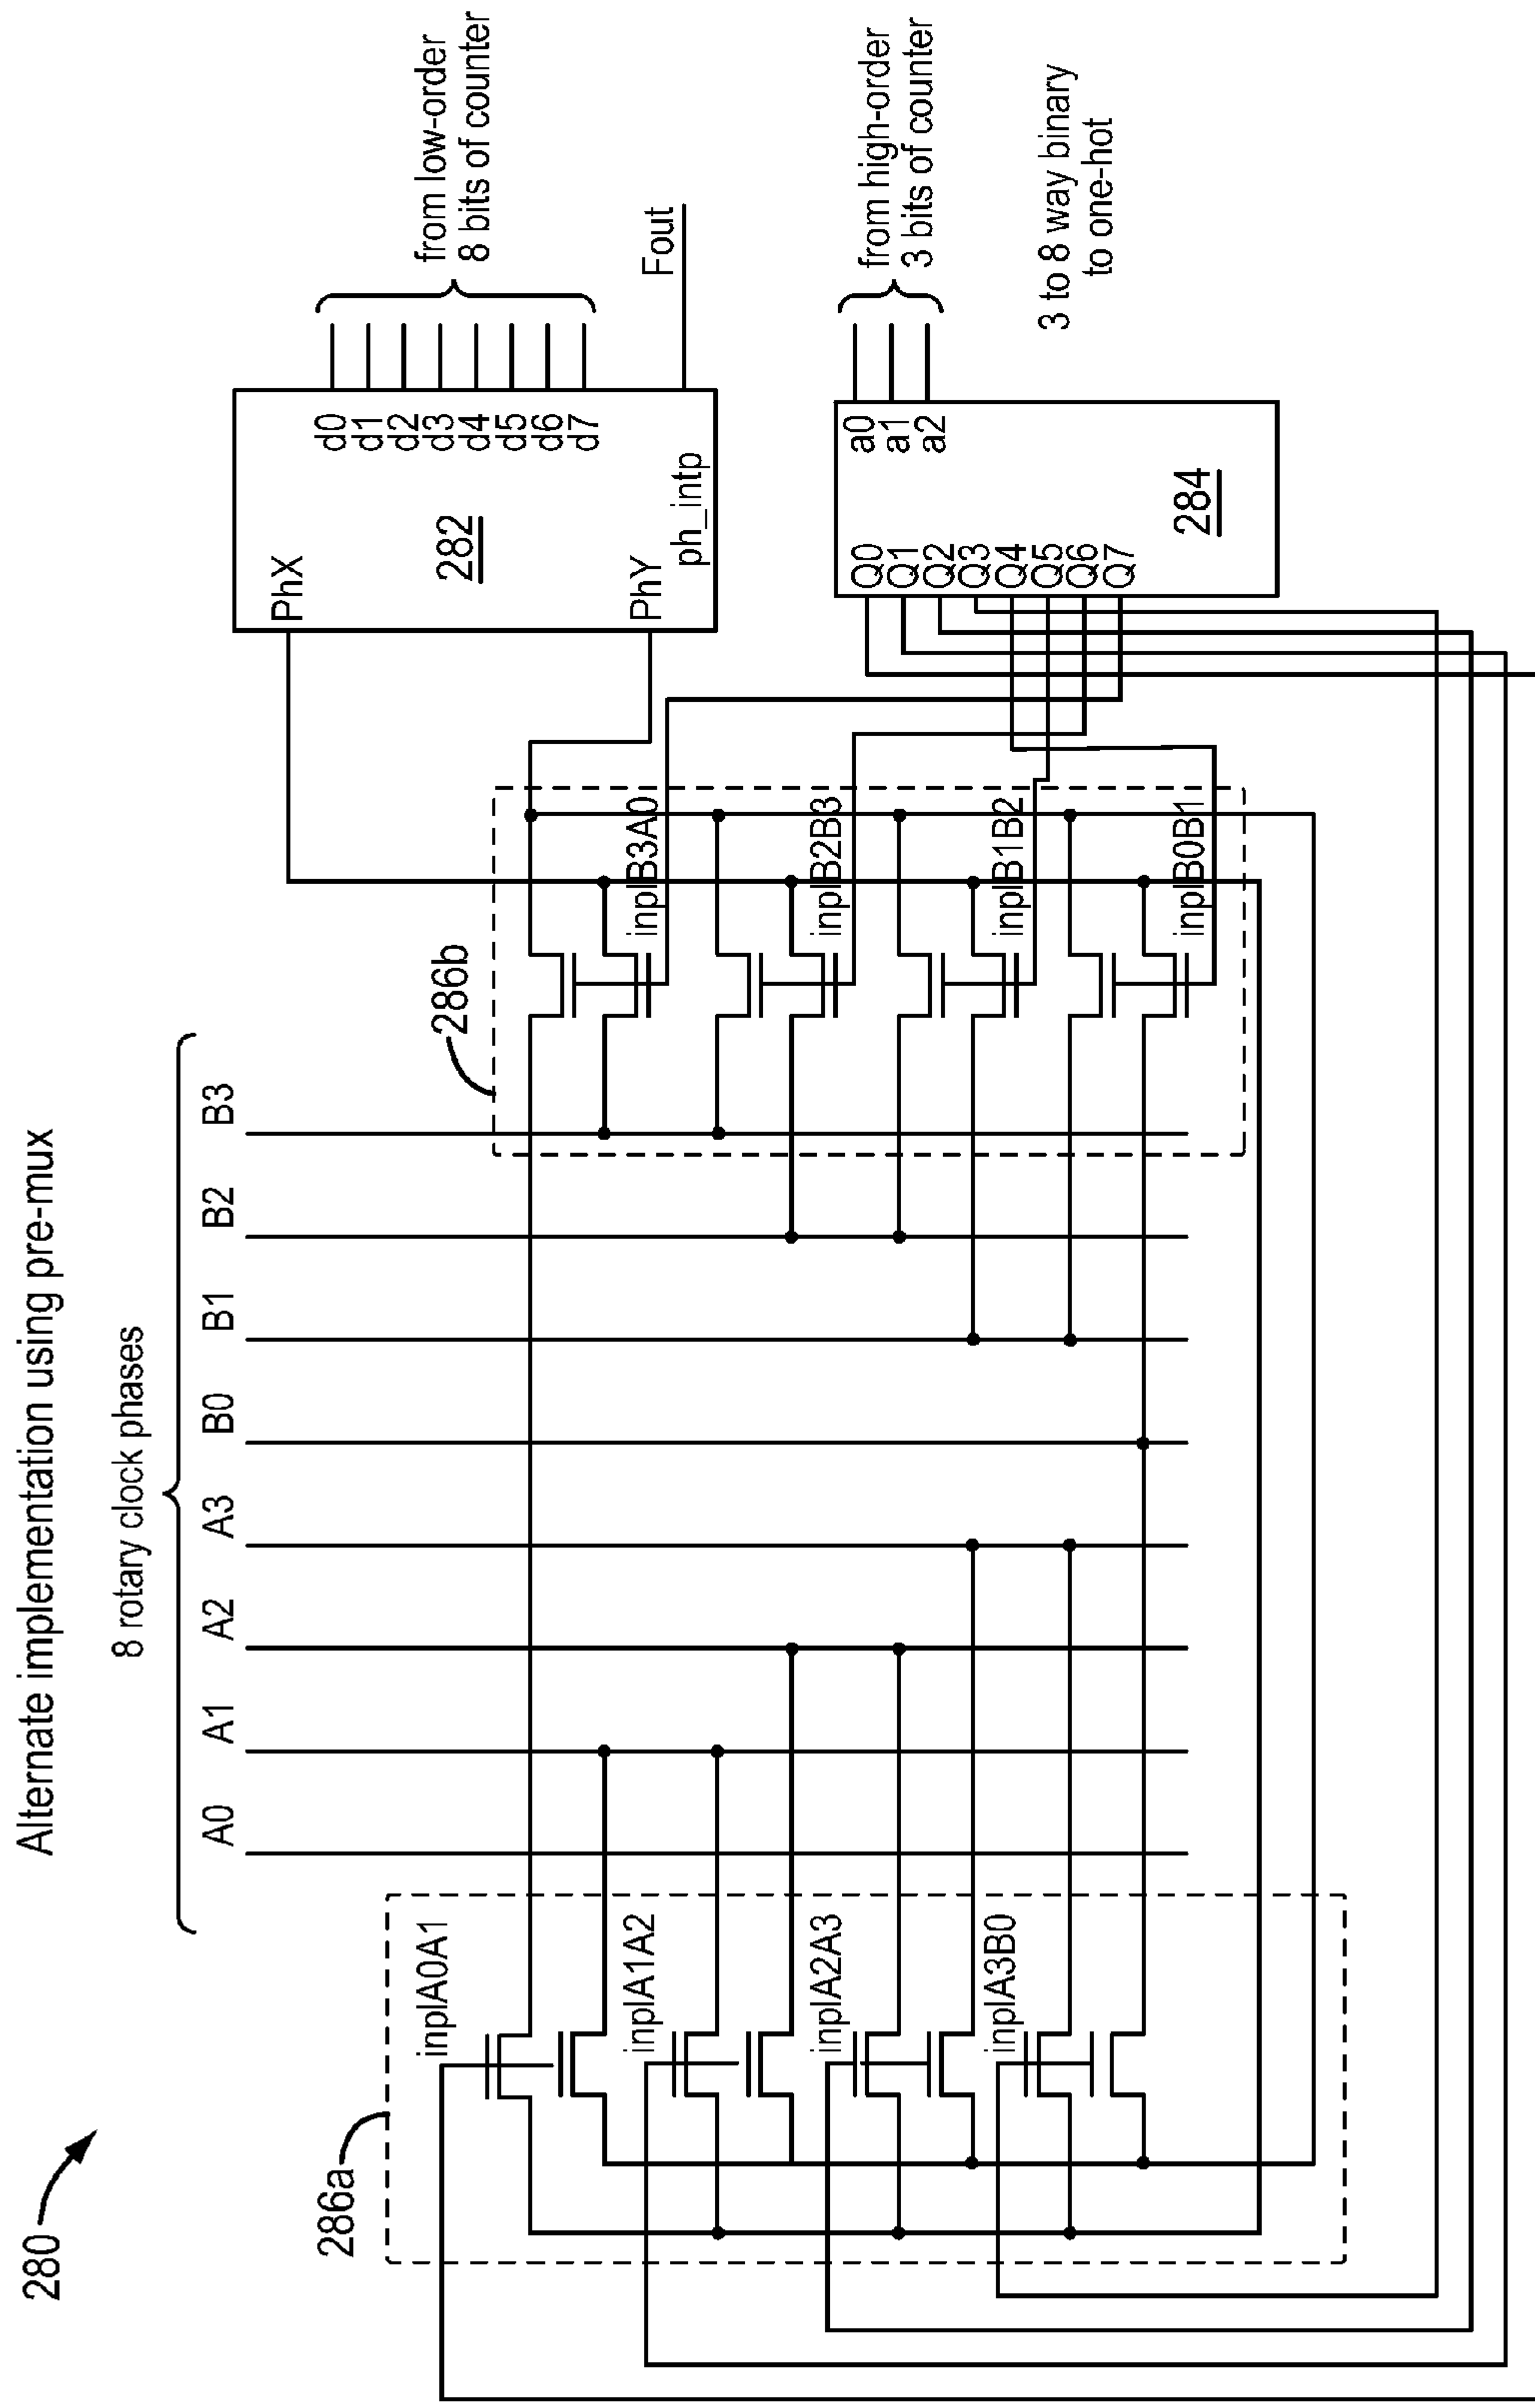 Alternate implementation using pre-mux
280
8 rotary clock phases
A0
A1
A2
A3
B0
B1
B2
B3
286a
286b
inplA0A1
inplA1A2
inplA2A3
inplA3B0
inplB3A0
inplB2B3
inplB1B2
inplB0B1
PhX
282
PhY
ph_intp
d0
d1
d2
d3
d4
d5
d6
d7
from low-order
8 bits of counter
Fout
Q0
Q1
Q2
Q3
Q4
Q5
Q6
Q7
284
a0
a1
a2
from high-order
3 bits of counter
3 to 8 way binary
to one-hot